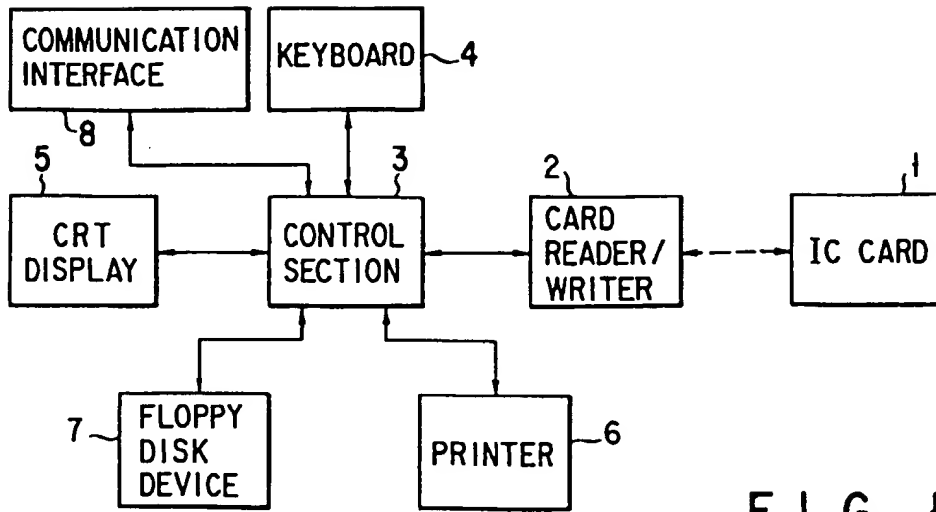 COMMUNICATION
INTERFACE
8
KEYBOARD
4
5
CRT
DISPLAY
3
CONTROL
SECTION
2
CARD
READER/
WRITER
1
IC CARD
7
FLOPPY
DISK
DEVICE
PRINTER
6
FIG.